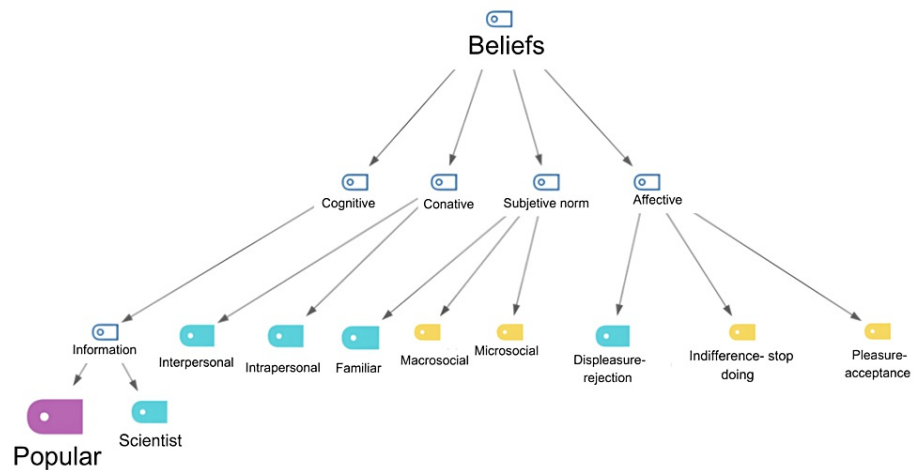 Beliefs
Cognitive
Conative
Subjetive norm
Affective
Information
Interpersonal
Intrapersonal
Familiar
Macrosocial
Microsocial
Displeasure-
rejection
Indifference- stop
doing
Pleasure-
acceptance
Popular
Scientist